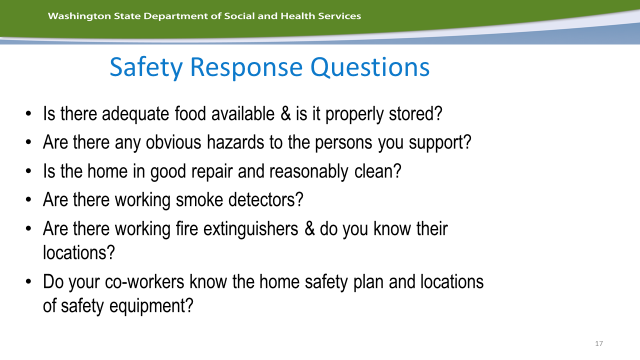 Washington State Department of Social and Health Services
Safety Response Questions
• Is there adequate food available & is it properly stored?
• Are there any obvious hazards to the persons you support?
• Is the home in good repair and reasonably clean?
• Are there working smoke detectors?
• Are there working fire extinguishers & do you know their
locations?
• Do your co-workers know the home safety plan and locations
of safety equipment?
17